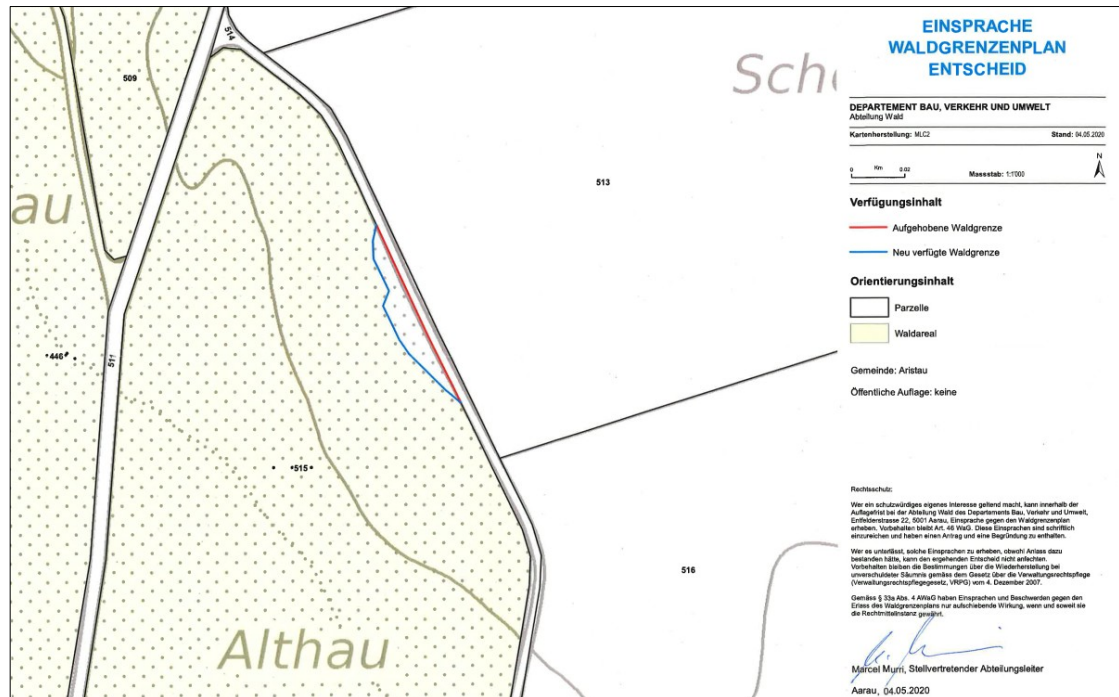 514
509
Sch
513
au
446
511
515
516
Althau
EINSPRACHE
WALDGRENZENPLAN
ENTSCHEID
DEPARTEMENT BAU, VERKEHR UND UMWELT
Abteilung Wald
Kartenherstellung: MLC2 Stand: 04.05.2020
0 Km 0.02 Massstab: 1:1'000 N
Verfügungsinhalt
Aufgehobene Waldgrenze
Neu verfügte Waldgrenze
Orientierungsinhalt
Parzelle
Waldareal
Gemeinde: Aristau
Öffentliche Auflage: keine
Rechtsschutz:
Wer ein schutzwürdiges eigenes Interesse geltend macht, kann innerhalb der
Auflagefrist bei der Abteilung Wald des Departements Bau, Verkehr und Umwelt,
Entfelderstrasse 22, 5001 Aarau, Einsprache gegen den Waldgrenzenplan
erheben. Vorbehalten bleibt Art. 46 WaG. Diese Einsprachen sind schriftlich
einzureichen und haben einen Antrag und eine Begründung zu enthalten.
Wer es unterlässt, solche Einsprachen zu erheben, obwohl Anlass dazu
bestanden hätte, kann den ergehenden Entscheid nicht anfechten.
Vorbehalten bleiben die Bestimmungen über die Wiederherstellung bei
unverschuldeter Säumnis gemäss dem Gesetz über die Verwaltungsrechtspflege
(Verwaltungsrechtspflegegesetz, VRPG) vom 4. Dezember 2007.
Gemäss § 33a Abs. 4 AWaG haben Einsprachen und Beschwerden gegen den
Erlass des Waldgrenzenplans nur aufschiebende Wirkung, wenn und soweit sie
die Rechtmittelinstanz gewährt.
Marcel Murri, Stellvertretender Abteilungsleiter
Aarau, 04.05.2020